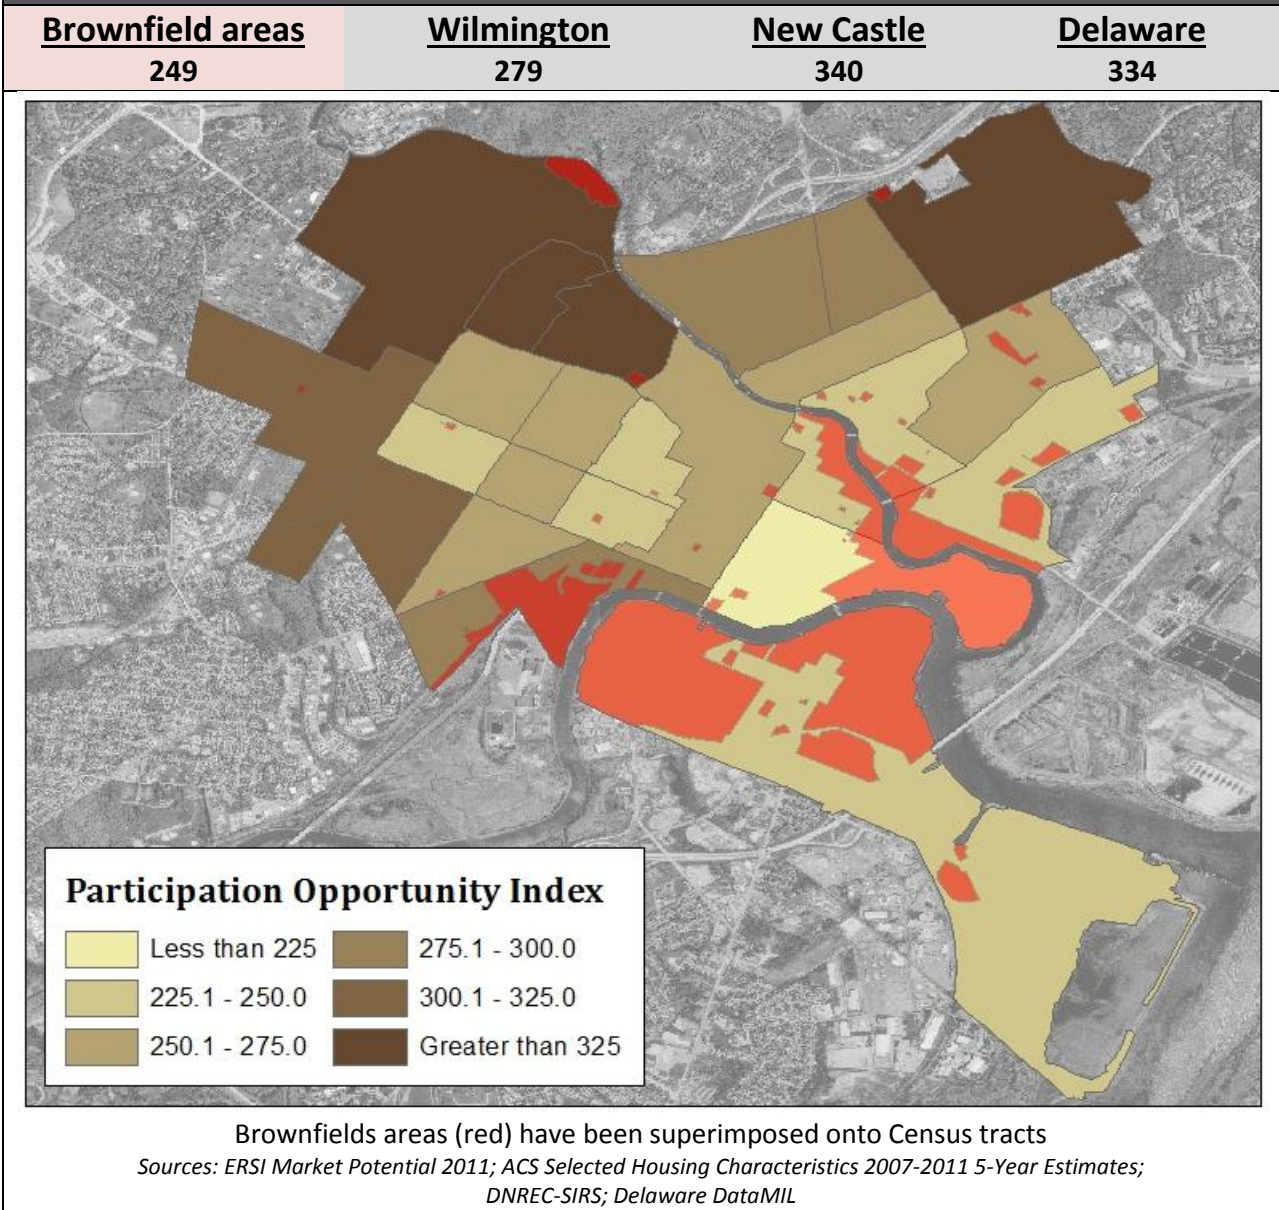 Brownfield areas Wilmington New Castle Delaware
249 279 340 334
Participation Opportunity Index
Less than 225 275.1 - 300.0
225.1 - 250.0 300.1 - 325.0
250.1 - 275.0 Greater than 325
Brownfields areas (red) have been superimposed onto Census tracts
Sources: ERSI Market Potential 2011; ACS Selected Housing Characteristics 2007-2011 5-Year Estimates;
DNREC-SIRS; Delaware DataMIL